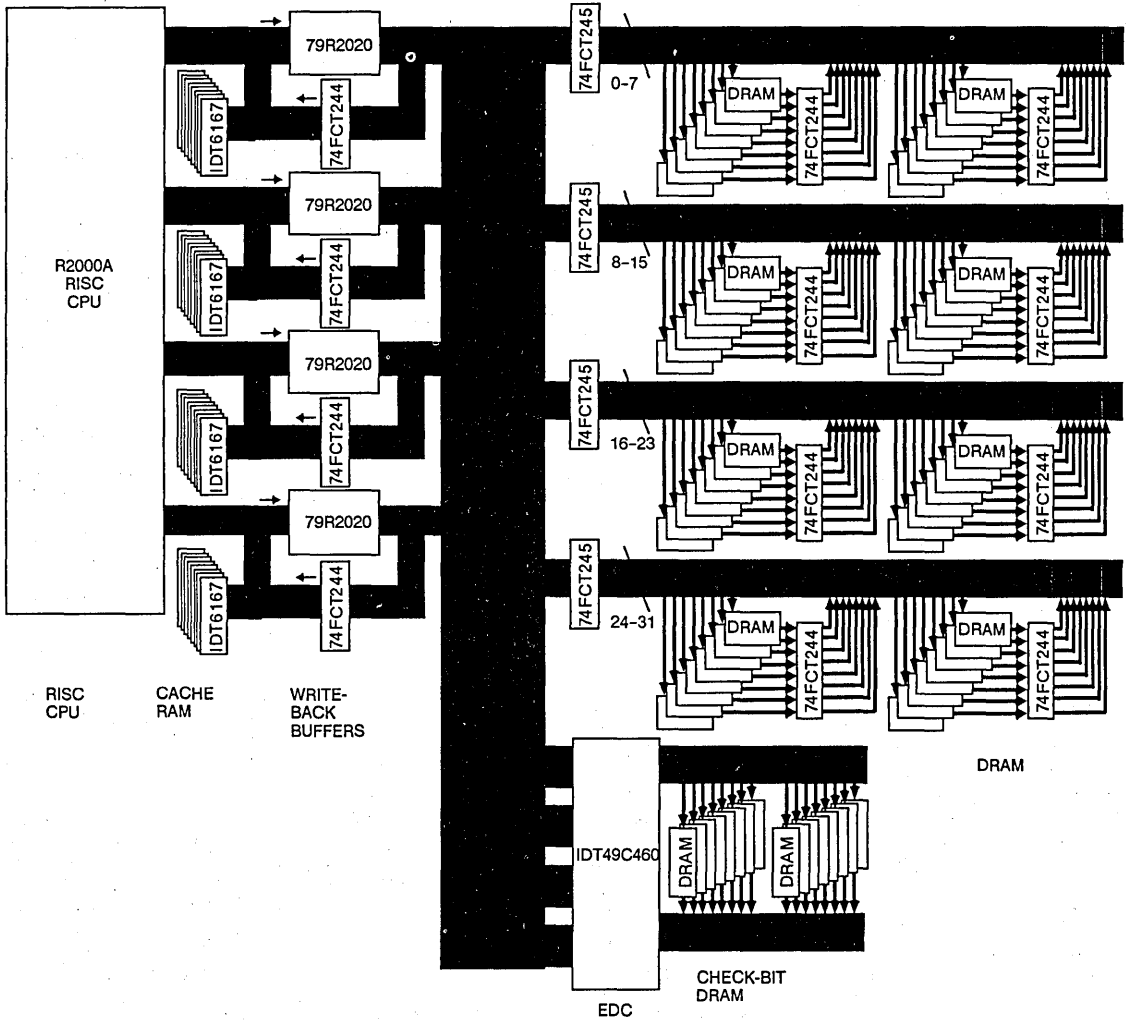 79R2020
74FCT244
IDT6167
79R2020
74FCT244
IDT6167
79R2020
74FCT244
IDT6167
79R2020
74FCT244
IDT6167
R2000A
RISC
CPU
RISC
CPU
CACHE
RAM
WRITE-
BACK
BUFFERS
74FCT245
0–7
DRAM
74FCT244
DRAM
74FCT244
74FCT245
8–15
DRAM
74FCT244
DRAM
74FCT244
74FCT245
16–23
DRAM
74FCT244
DRAM
74FCT244
74FCT245
24–31
DRAM
74FCT244
DRAM
74FCT244
DRAM
IDT49C460
DRAM
DRAM
CHECK-BIT
DRAM
EDC